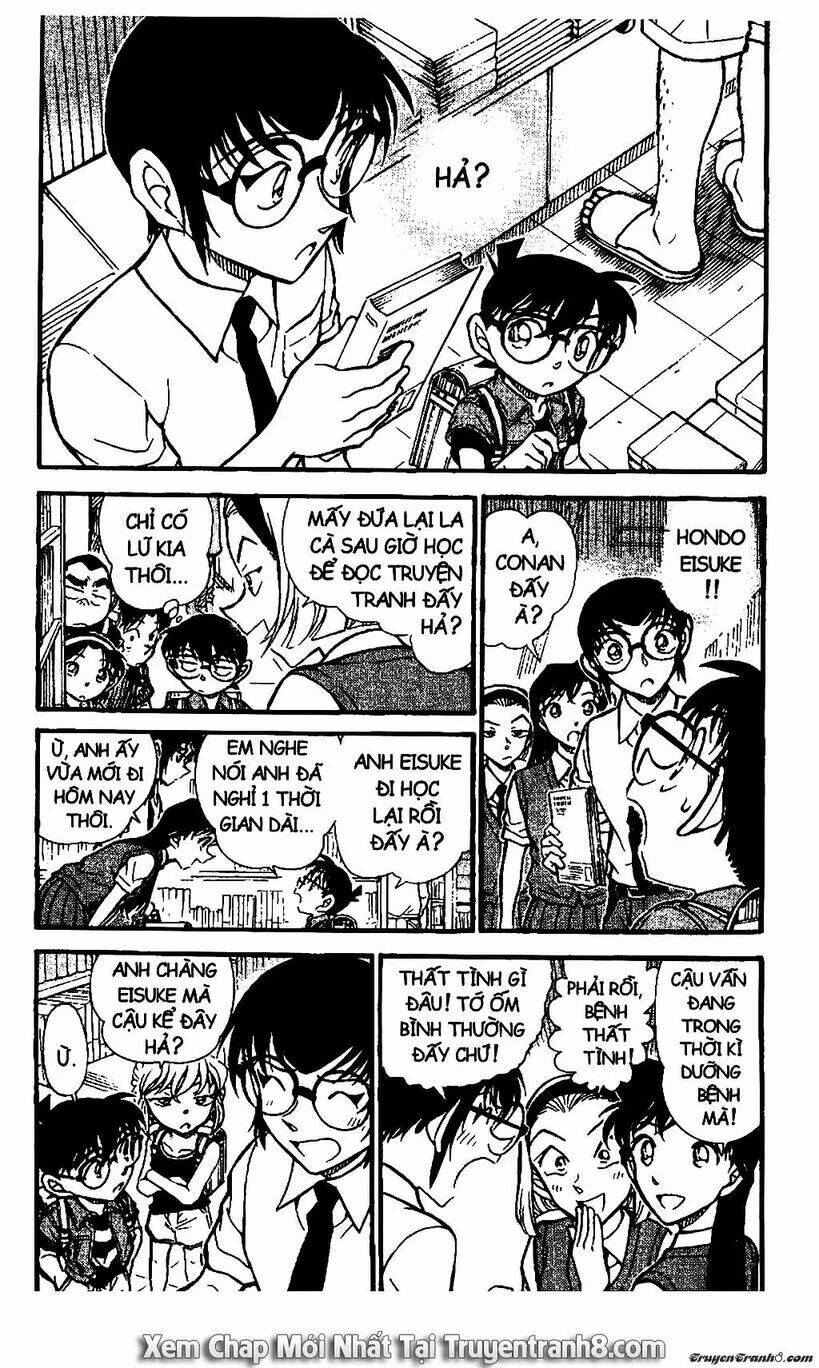 HẢ?
HONDO
EISUKE
!!
A,
CONAN
ĐẤY
À?
MẤY ĐỨA LẠI LA
CÀ SAU GIỜ HỌC
ĐỂ ĐỌC TRUYỆN
TRANH ĐẤY
HẢ?
CHỈ CÓ
LŨ KIA
THÔI...
ANH EISUKE
ĐI HỌC
LẠI RỒI
ĐẤY À?
EM NGHE
NÓI ANH ĐÃ
NGHỈ 1 THỜI
GIAN DÀI...
Ừ, ANH ẤY
VỪA MỚI ĐI
HÔM NAY
THÔI.
CẬU VẪN
ĐANG
TRONG
THỜI KÌ
DƯỠNG
BỆNH
MÀ!
PHẢI RỒI,
BỆNH
THẤT
TÌNH!
THẤT TÌNH GÌ
ĐÂU! TỚ ỐM
BÌNH THƯỜNG
ĐẤY CHỨ!
ANH CHÀNG
EISUKE MÀ
CẬU KỂ ĐÂY
HẢ?
Ừ.
Xem Chap Mới Nhất Tại Truyentranh8.com
TruyenTranh8.com